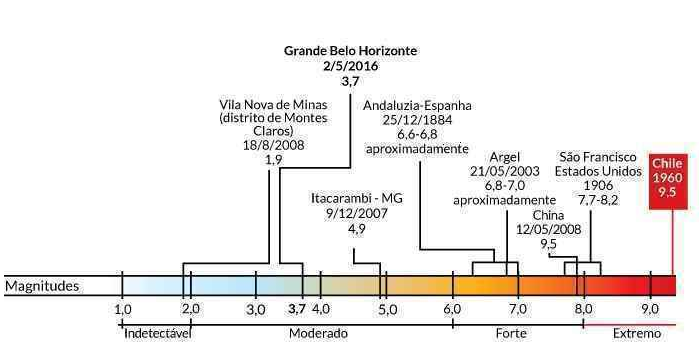 Grande Belo Horizonte
2/5/2016
3,7
Vila Nova de Minas
(distrito de Montes
Claros)
18/8/2008
1,9
Andaluzia-Espanha
25/12/1884
6,6-6,8
aproximadamente
Itacarambi - MG
9/12/2007
4,9
Argel
21/05/2003
6,8-7,0
aproximadamente
China
12/05/2008
9,5
São Francisco
Estados Unidos
1906
7,7-8,2
Chile
1960
9,5
Magnitudes
1,0 2,0 3,0 3,7 4,0 5,0 6,0 7,0 8,0 9,0
Indetectável Moderado Forte Extremo